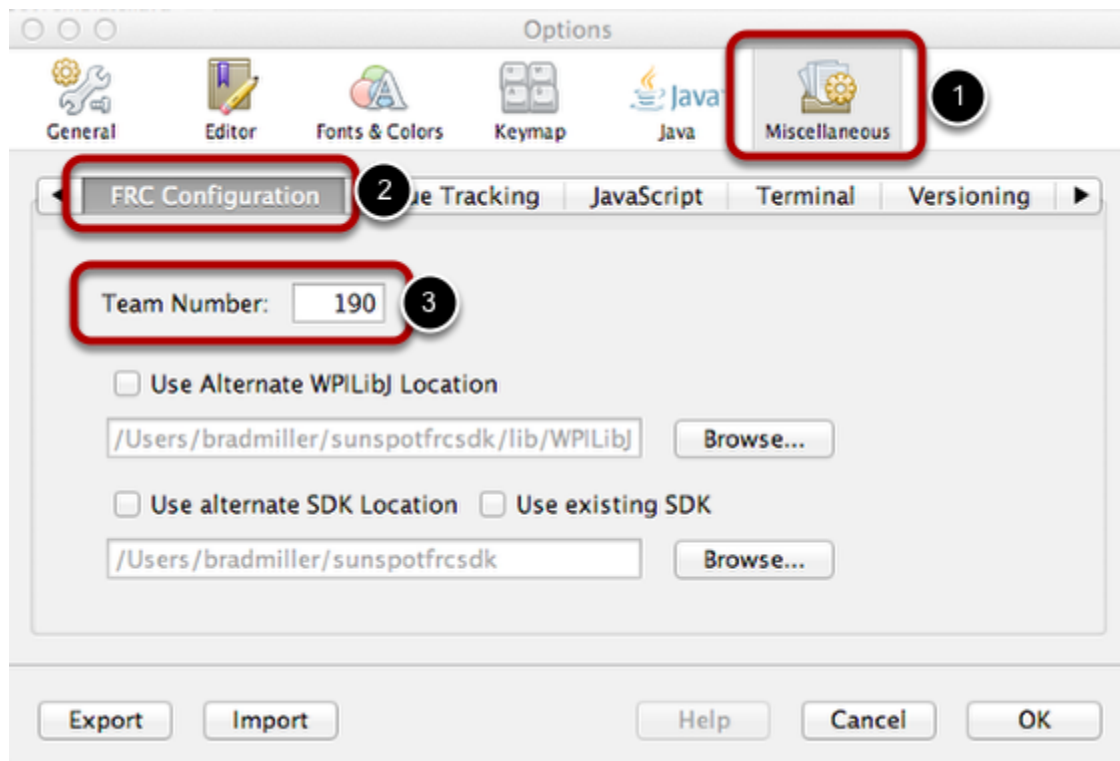 Options
General
Editor
Fonts & Colors
Keymap
Java
Java
Miscellaneous
1
FRC Configuration
2
ue Tracking
JavaScript
Terminal
Versioning
Team Number:
190
3
Use Alternate WPILibJ Location
/Users/bradmiller/sunspotfrcsdk/lib/WPILibJ
Browse...
Use alternate SDK Location
Use existing SDK
/Users/bradmiller/sunspotfrcsdk
Browse...
Export
Import
Help
Cancel
OK